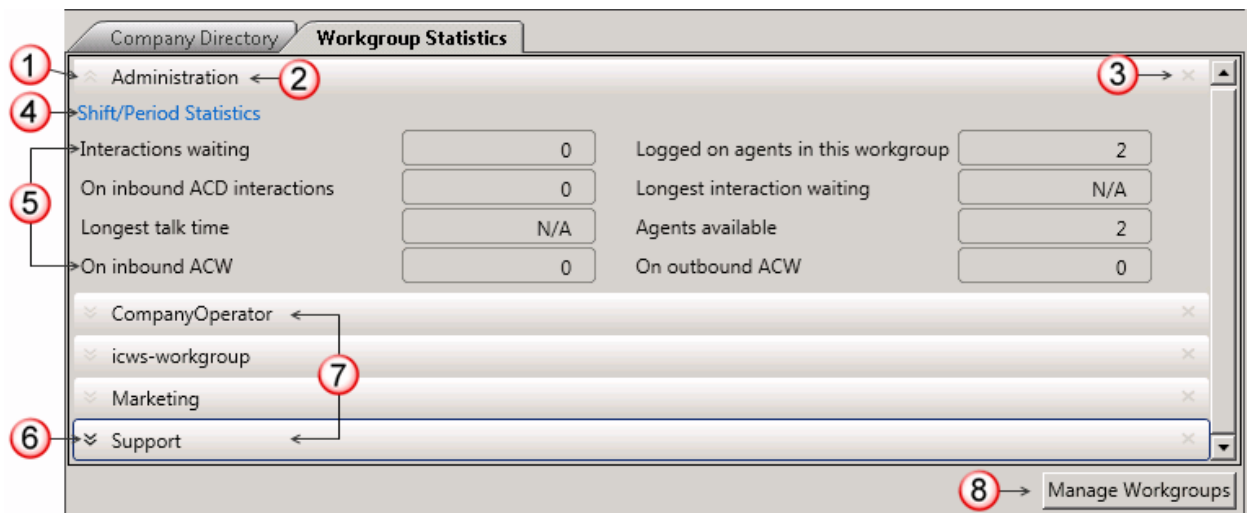 Company Directory Workgroup Statistics
1 Administration 2 3
4 Shift/Period Statistics
Interactions waiting 0 Logged on agents in this workgroup 2
5 On inbound ACD interactions 0 Longest interaction waiting N/A
Longest talk time N/A Agents available 2
On inbound ACW 0 On outbound ACW 0
CompanyOperator
icws-workgroup
7
Marketing
6 Support
8 Manage Workgroups